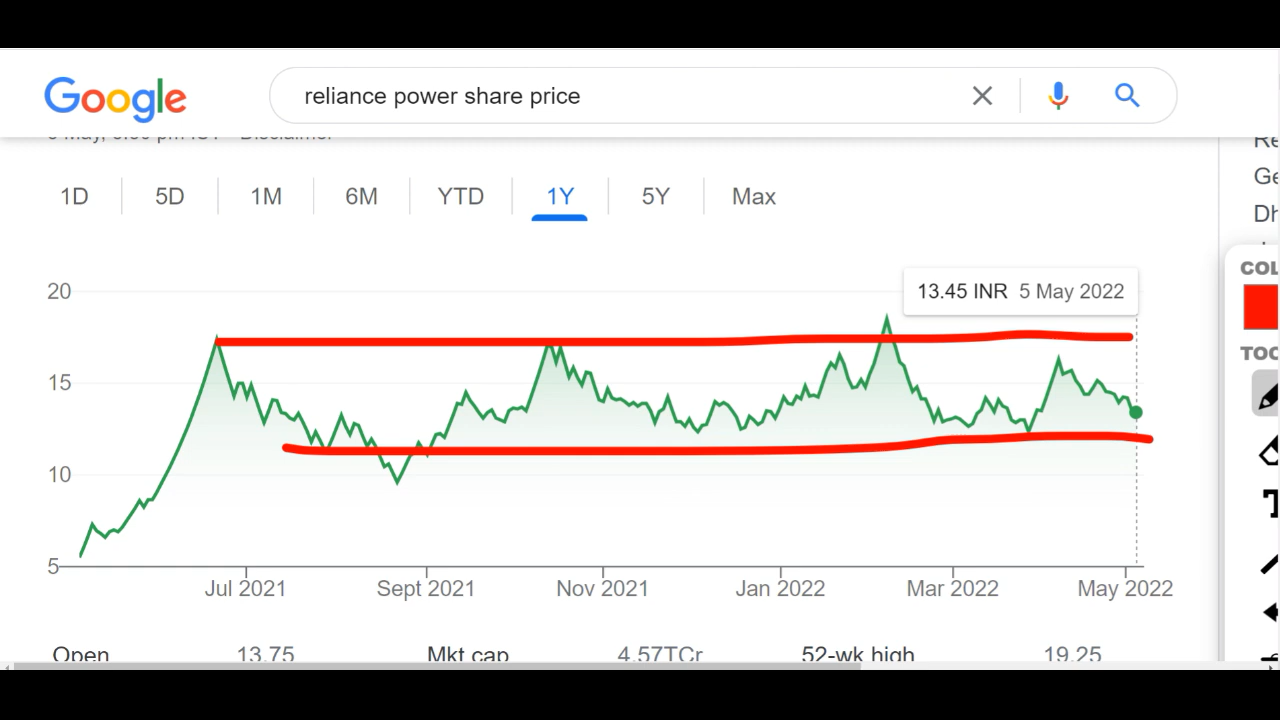 Google
reliance power share price
1D
5D
1M
6M
YTD
1Y
5Y
Max
COL
TOO
20
15
10
5
13.45 INR 5 May 2022
Jul 2021
Sept 2021
Nov 2021
Jan 2022
Mar 2022
May 2022
Open 13.75
Mkt cap 4.57TCr
52-wk high 19.25